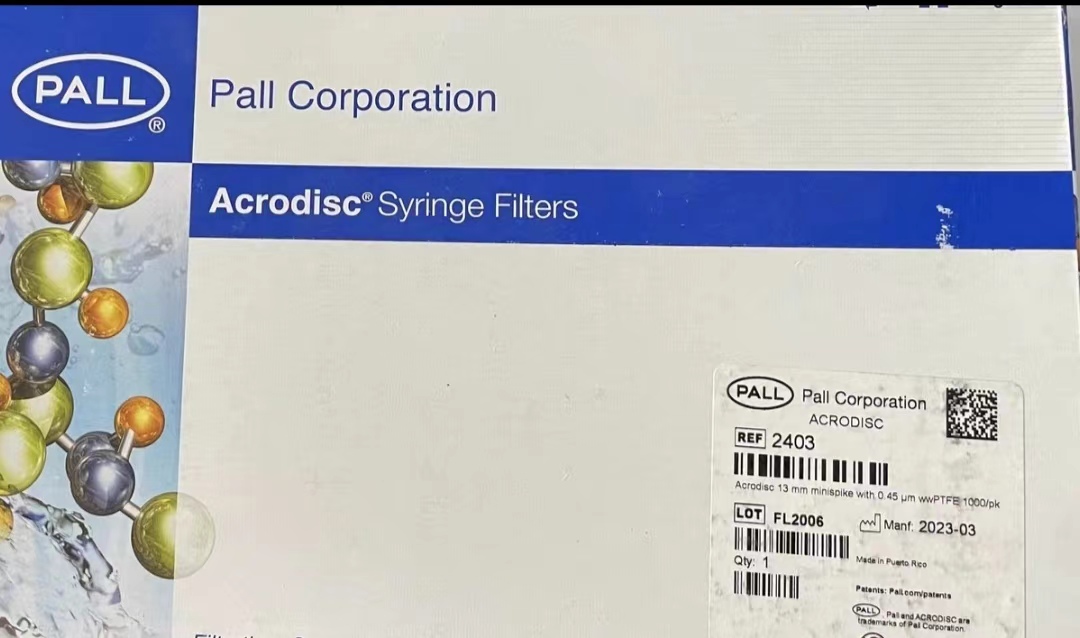 PALL
®
Pall Corporation
Acrodisc® Syringe Filters
PALL Pall Corporation
ACRODISC
REF 2403
Acrodisc 13 mm minispike with 0.45 µm wwPTFE 1000/pk
LOT FL2006 Manf: 2023-03
Made in Puerto Rico
Qty: 1
Patents: Pall.com/patents
PALL, Pall and ACRODISC are
trademarks of Pall Corporation.